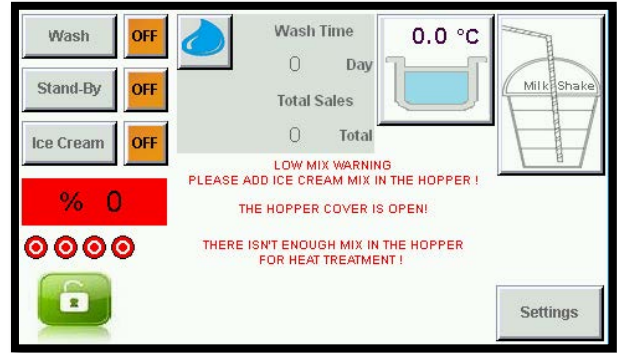 Wash
OFF
Wash Time
0 Day
0.0 °C
Stand-By
OFF
Total Sales
0 Total
Milk Shake
Ice Cream
OFF
LOW MIX WARNING
PLEASE ADD ICE CREAM MIX IN THE HOPPER !
% 0
THE HOPPER COVER IS OPEN!
THERE ISN'T ENOUGH MIX IN THE HOPPER
FOR HEAT TREATMENT !
Settings